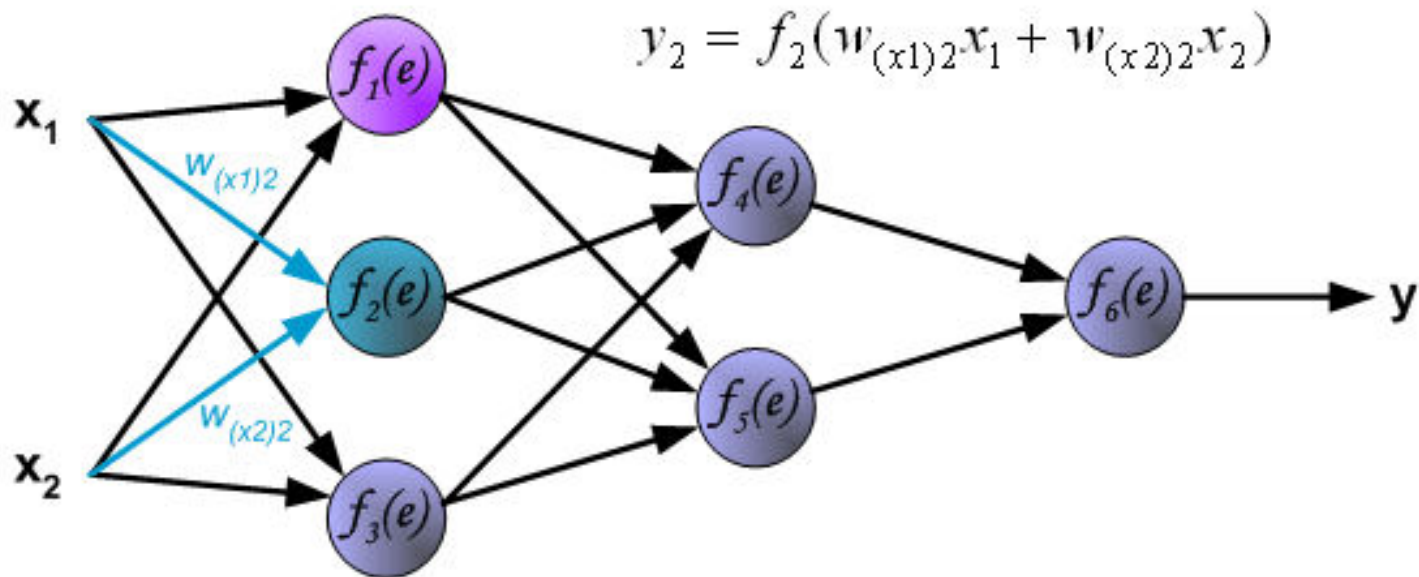 y₂ = f₂(w₍ₓ₁₎₂x₁ + w₍ₓ₂₎₂x₂)
f₁(e)
x₁
w₍ₓ₁₎₂
f₄(e)
f₂(e)
f₆(e)
y
f₅(e)
w₍ₓ₂₎₂
x₂
f₃(e)